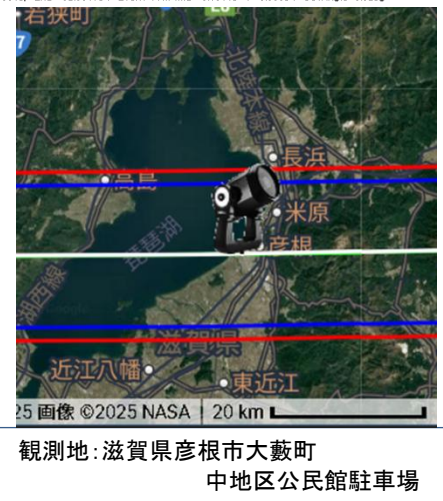 若狭町
7
北陸本線
長浜
高島
米原
琵琶湖
彦根
湖西線
滋賀県
近江八幡
東近江
25 画像 ©2025 NASA 20 km
観測地:滋賀県彦根市大藪町
中地区公民館駐車場